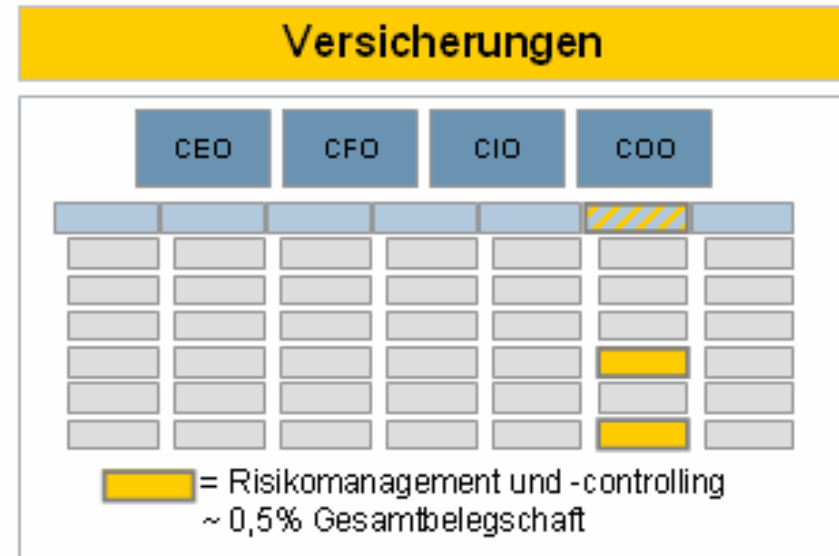 Versicherungen
CEO CFO CIO COO
= Risikomanagement und -controlling
~ 0,5% Gesamtbelegschaft